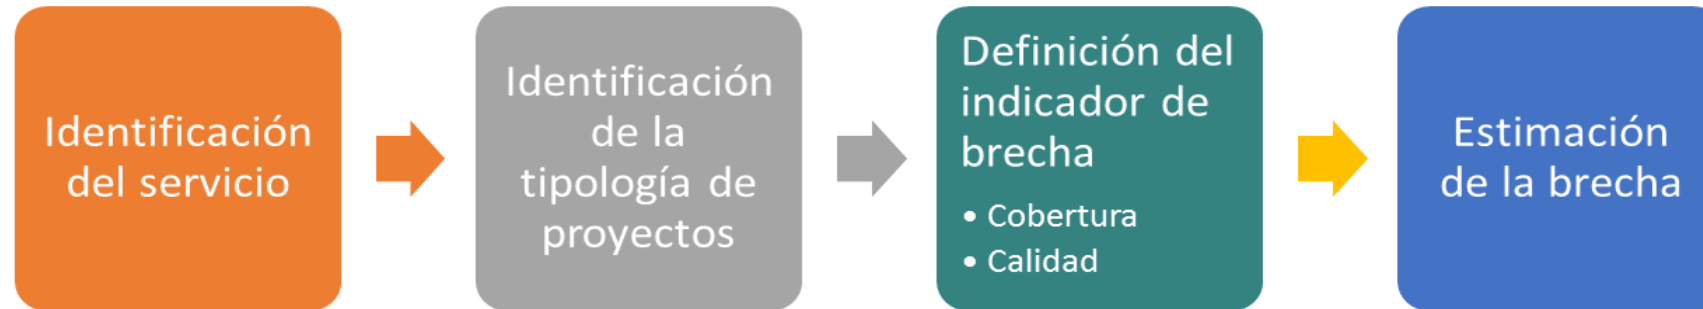 Identificación
del servicio
Identificación
de la
tipología de
proyectos
Definición del
indicador de
brecha
• Cobertura
• Calidad
Estimación
de la brecha